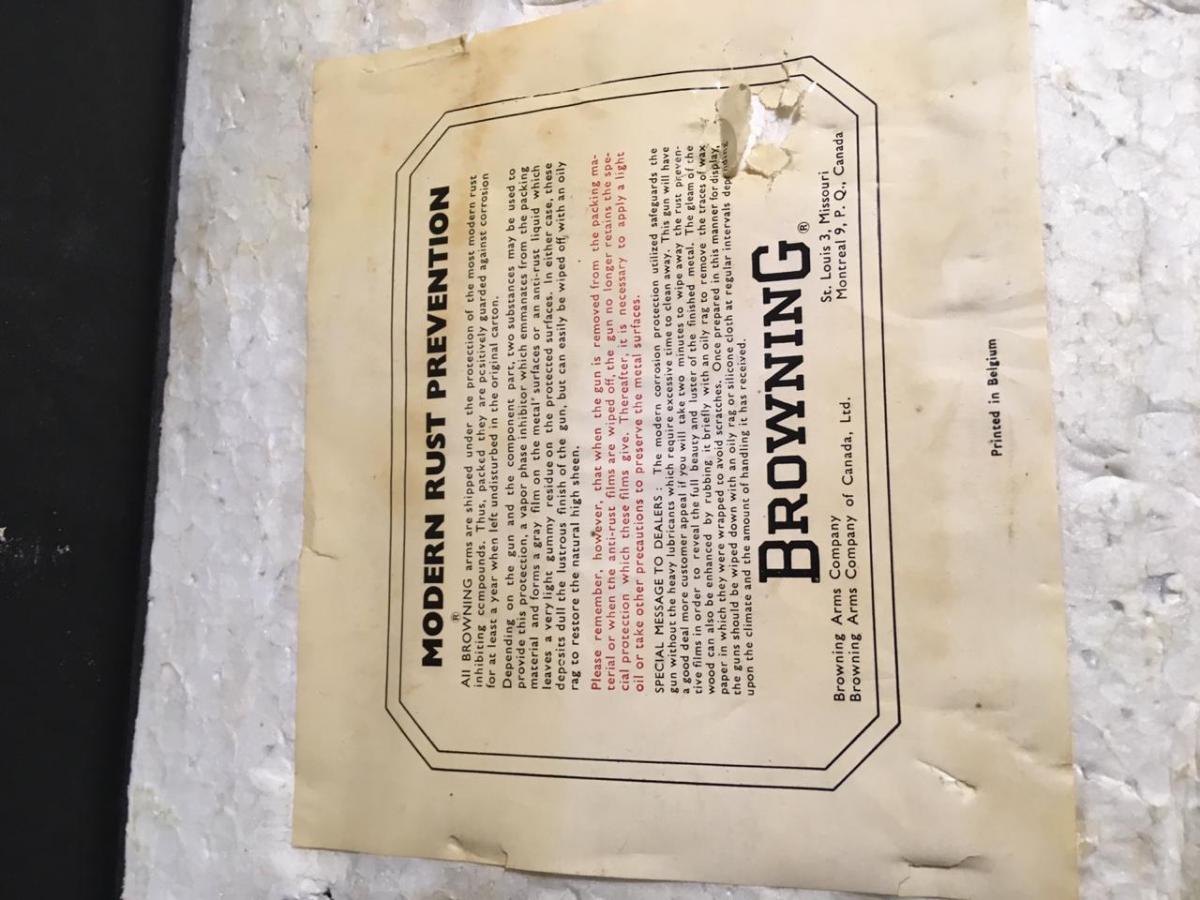 MODERN RUST PREVENTION
®
All BROWNING arms are shipped under the protection of the most modern rust
inhibiting compounds. Thus, packed they are positively guarded against corrosion
for at least a year when left undisturbed in the original carton.
Depending on the gun and the component part, two substances may be used to
provide this protection, a vapor phase inhibitor which emmanates from the packing
material and forms a gray film on the metal surfaces or an anti-rust liquid which
leaves a very light gummy residue on the protected surfaces. In either case, these
deposits dull the lustrous finish of the gun, but can easily be wiped off with an oily
rag to restore the natural high sheen.
Please remember, however, that when the gun is removed from the packing ma-
terial or when the anti-rust films are wiped off, the gun no longer retains the spe-
cial protection which these films give. Thereafter, it is necessary to apply a light
oil or take other precautions to preserve the metal surfaces.
SPECIAL MESSAGE TO DEALERS : The modern corrosion protection utilized safeguards the
gun without the heavy lubricants which require excessive time to clean away. This gun will have
a good deal more customer appeal if you will take two minutes to wipe away the rust preven-
tive films in order to reveal the full beauty and luster of the finished metal. The gleam of the
wood can also be enhanced by rubbing it briefly with an oily rag to remove the traces of wax
paper in which they were wrapped to avoid scratches. Once prepared in this manner for display,
the guns should be wiped down with an oily rag or silicone cloth at regular intervals depending
upon the climate and the amount of handling it has received.
BROWNING®
Browning Arms Company St. Louis 3, Missouri
Browning Arms Company of Canada, Ltd. Montreal 9, P. Q., Canada
Printed in Belgium